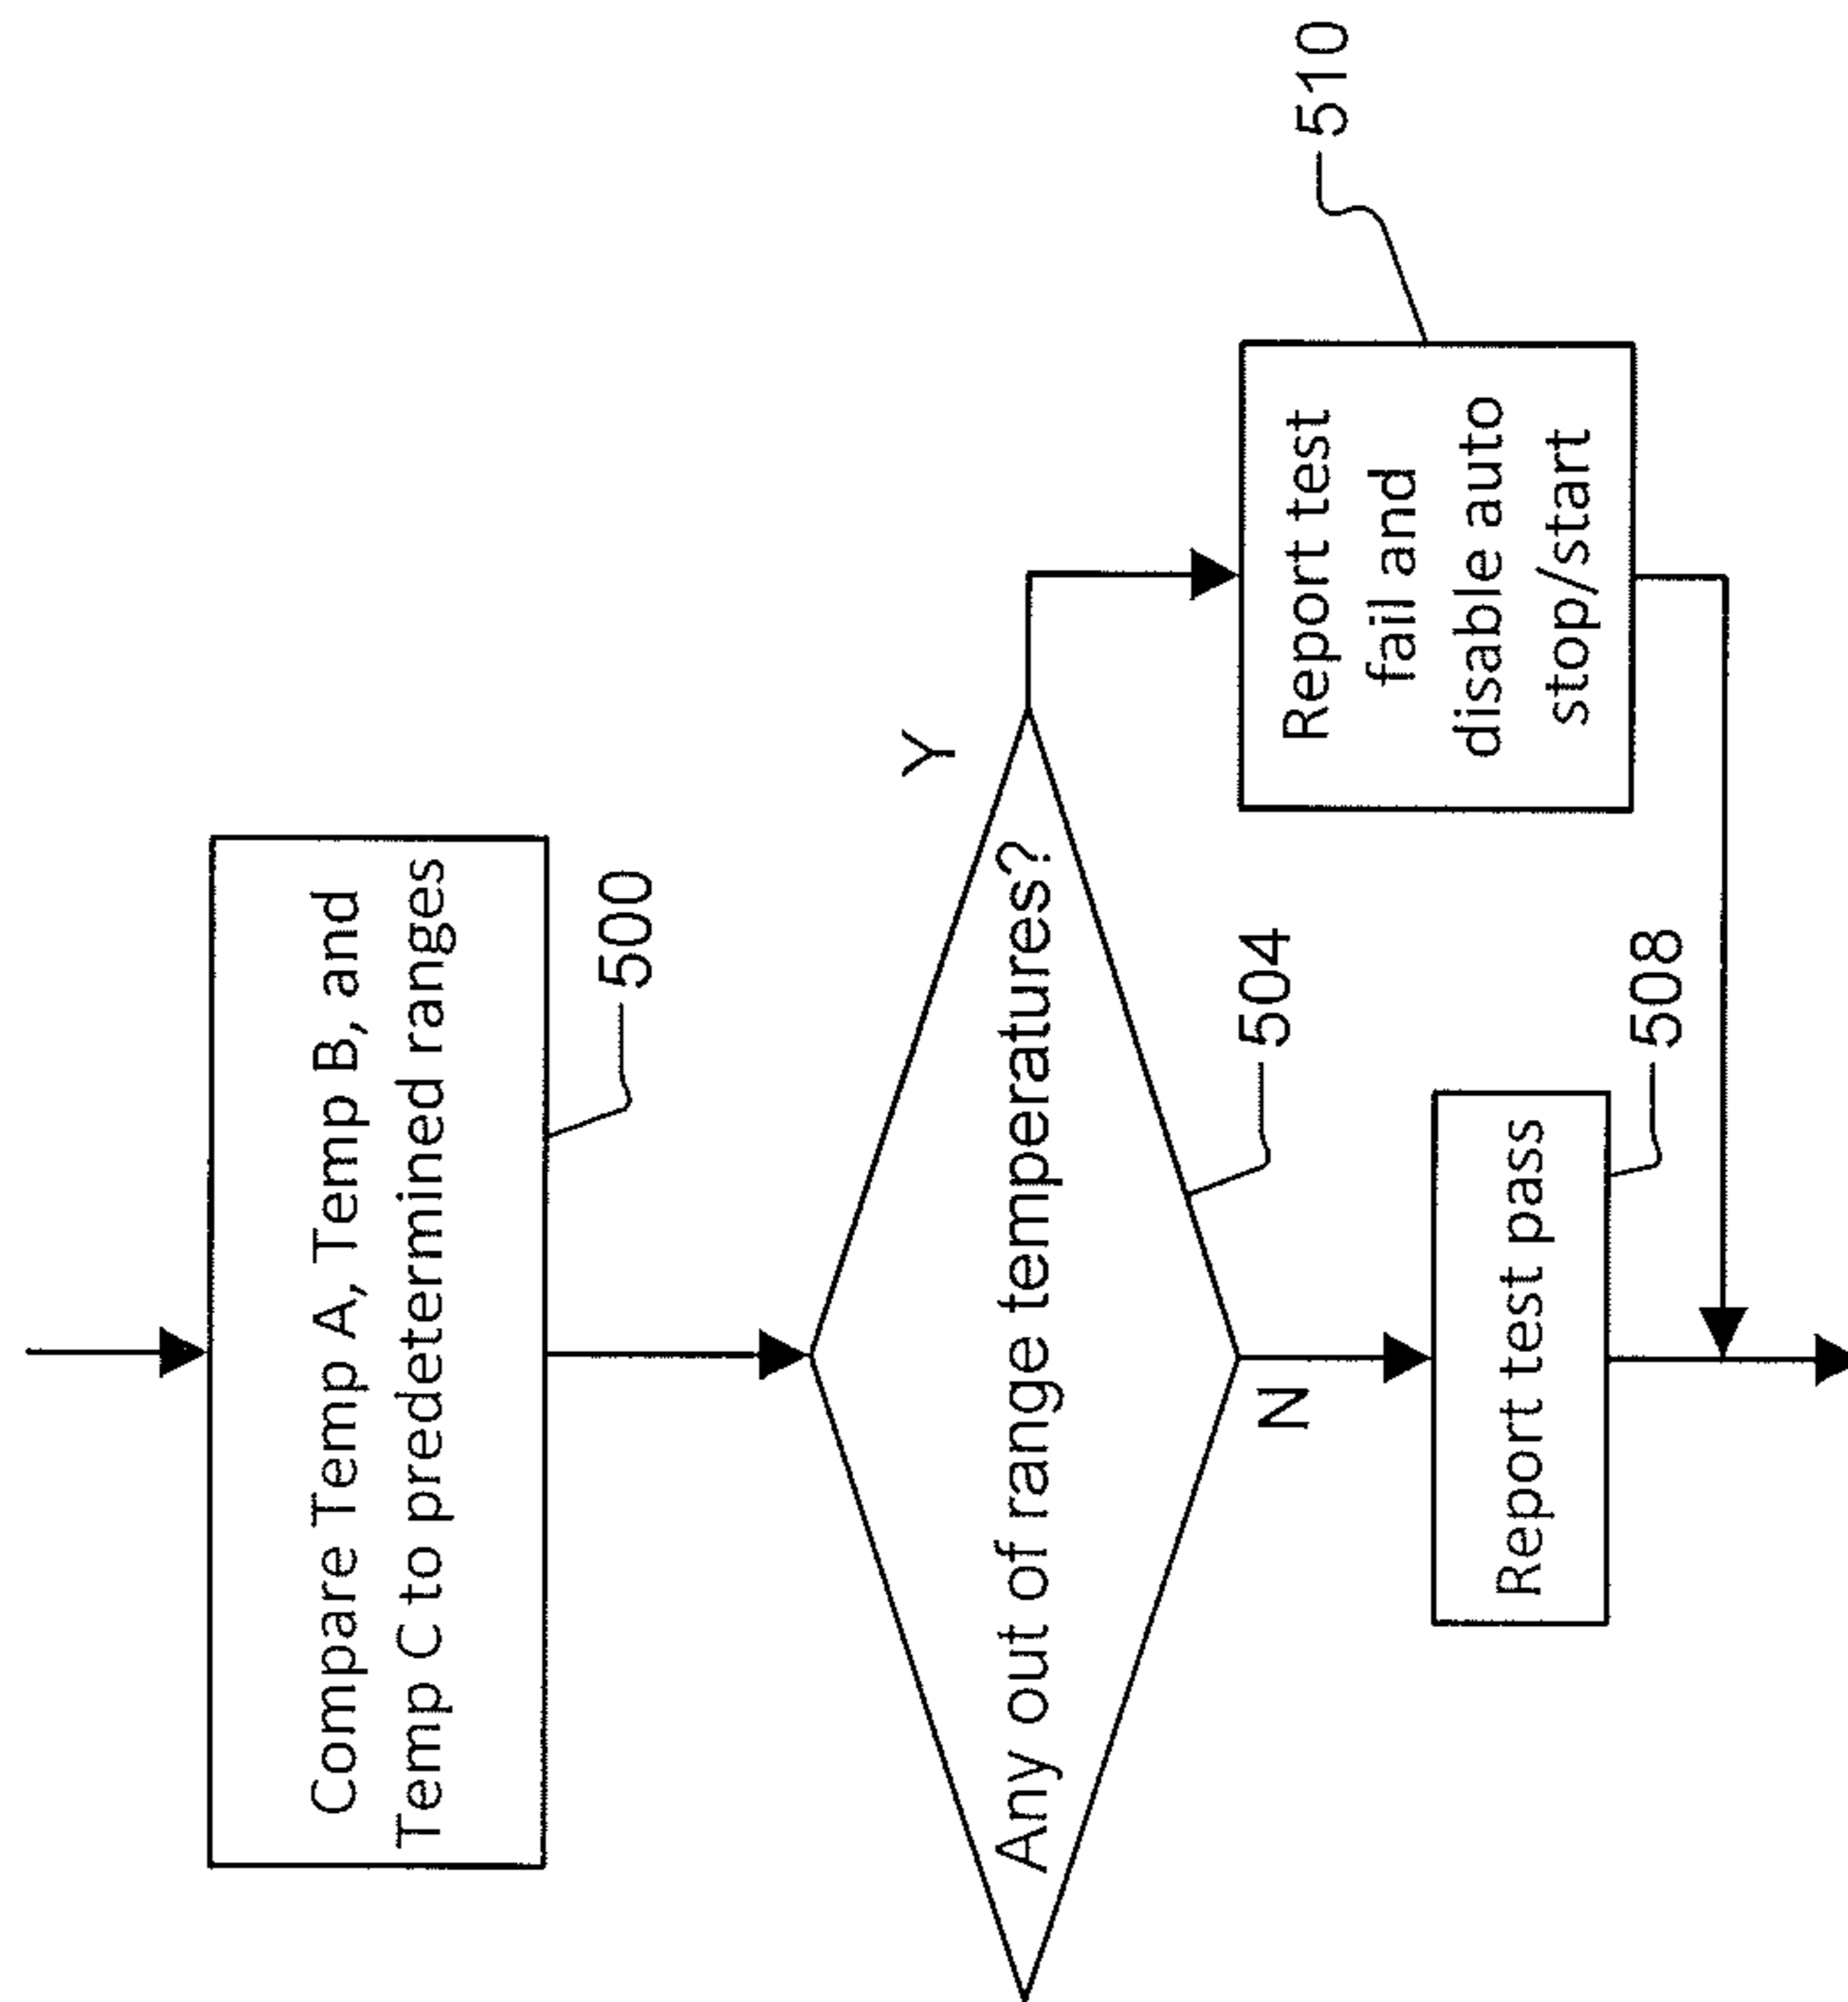 Compare Temp A, Temp B, and
Temp C to predetermined ranges
500
Any out of range temperatures?
504
Y
N
Report test
fail and
disable auto
stop/start
510
Report test pass
508